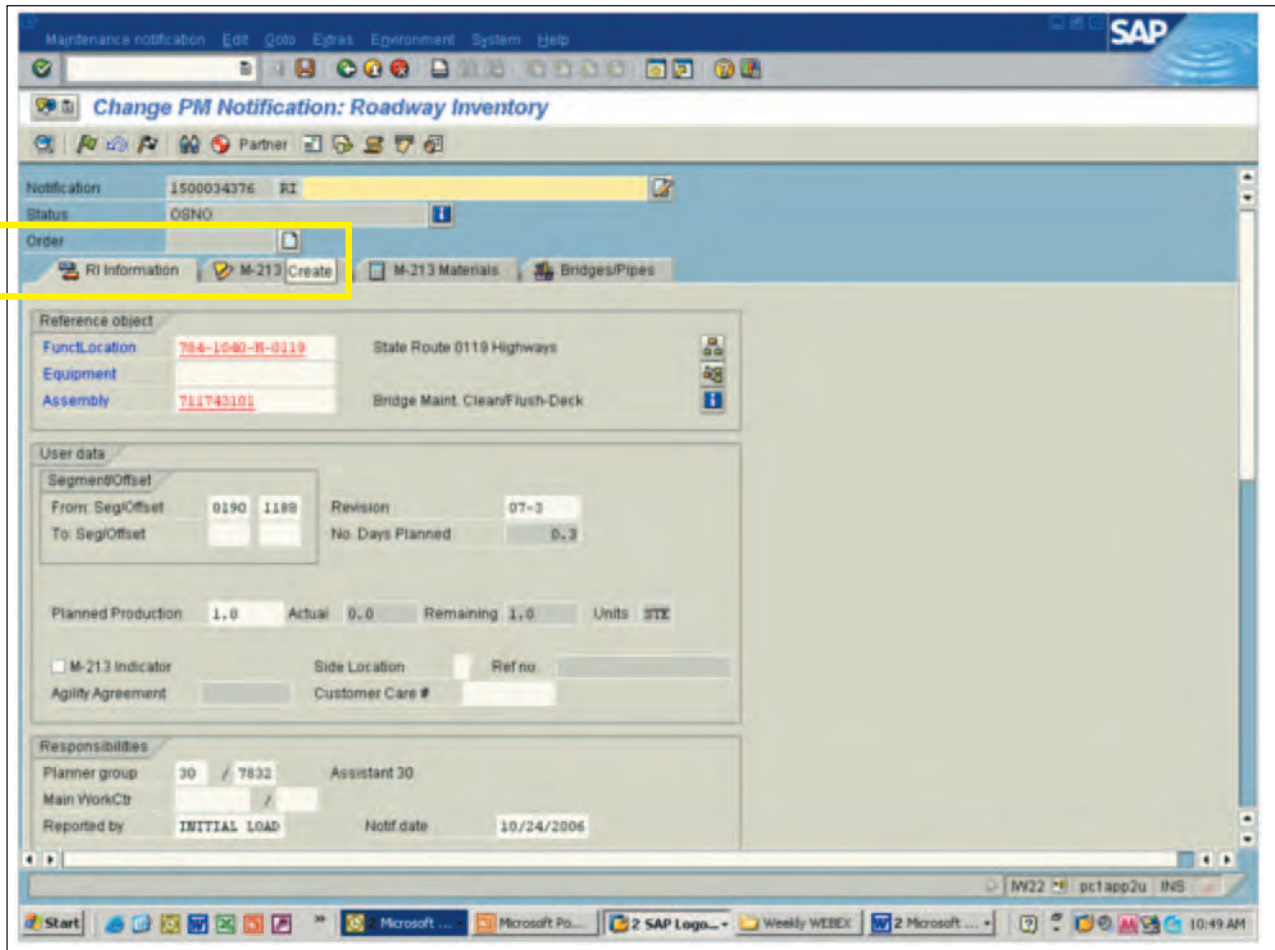 Maintenance notification Edit Goto Extras Environment System Help
SAP
Change PM Notification: Roadway Inventory
Partner
Notification 1500034376 RI
Status OSNO
Order
RI Information M-213 Create M-213 Materials Bridges/Pipes
Reference object
FunctLocation 784-1040-H-0119 State Route 0119 Highways
Equipment
Assembly 711743101 Bridge Maint. Clean/Flush-Deck
User data
Segment/Offset
From: Seg/Offset 0190 1188 Revision 07-3
To: Seg/Offset No. Days Planned 0.3
Planned Production 1.0 Actual 0.0 Remaining 1.0 Units STK
M-213 Indicator Side Location Ref no
Agility Agreement Customer Care #
Responsibilities
Planner group 30 / 7832 Assistant 30
Main WorkCtr /
Reported by INITIAL LOAD Notif date 10/24/2006
IW22 pc1app2u INS
Start 2 Microsoft ... Microsoft Po... 2 SAP Logo... Weekly WEBEX 2 Microsoft ... 10:49 AM